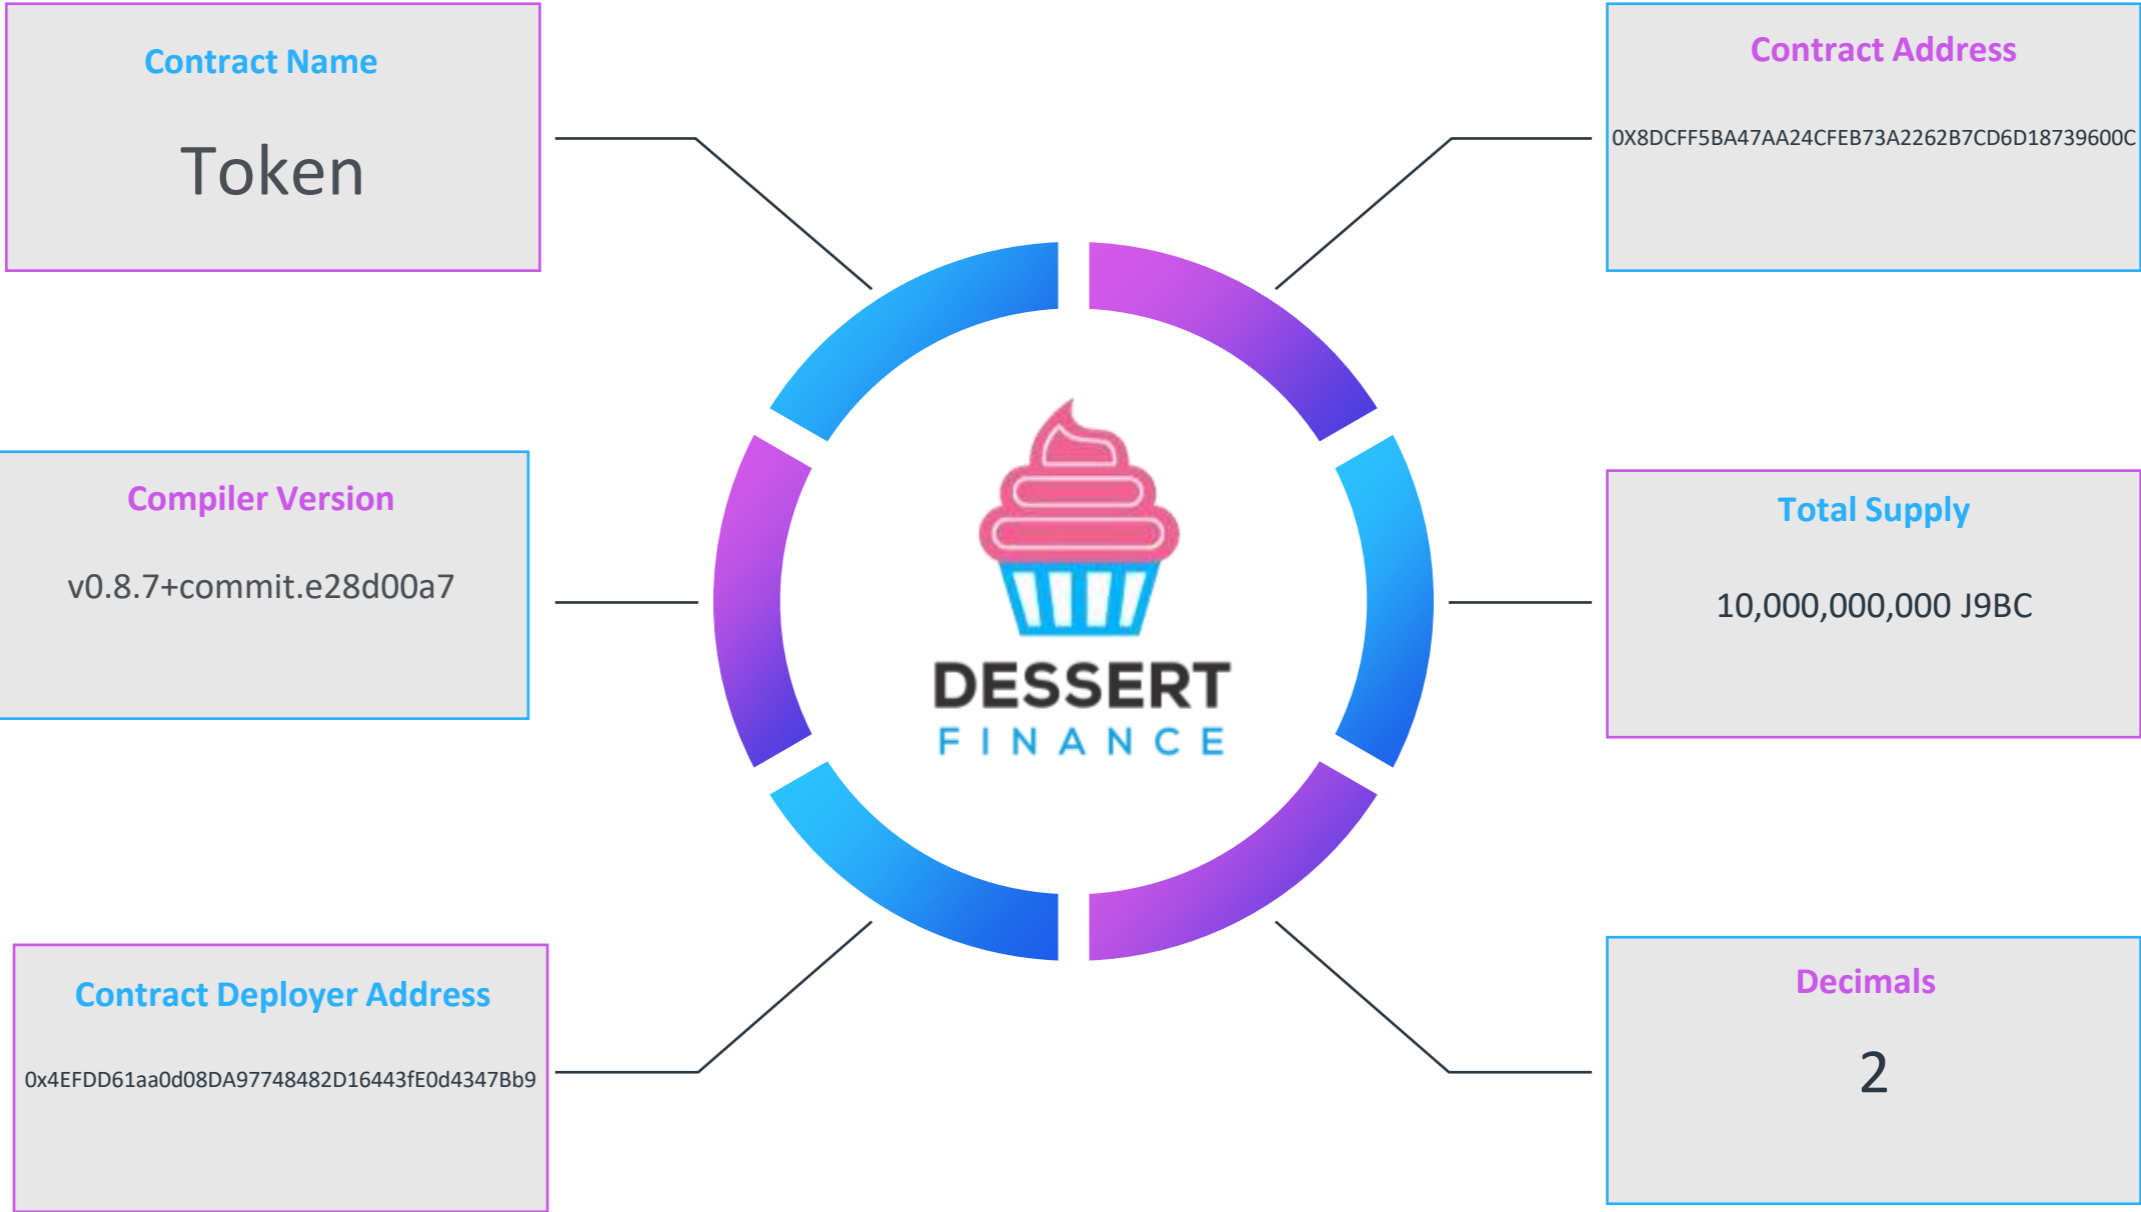 Contract Name
Token
Contract Address
0X8DCFF5BA47AA24CFEB73A2262B7CD6D18739600C
Compiler Version
v0.8.7+commit.e28d00a7
DESSERT
FINANCE
Total Supply
10,000,000,000 J9BC
Contract Deployer Address
0x4EFDD61aa0d08DA97748482D16443fE0d4347Bb9
Decimals
2